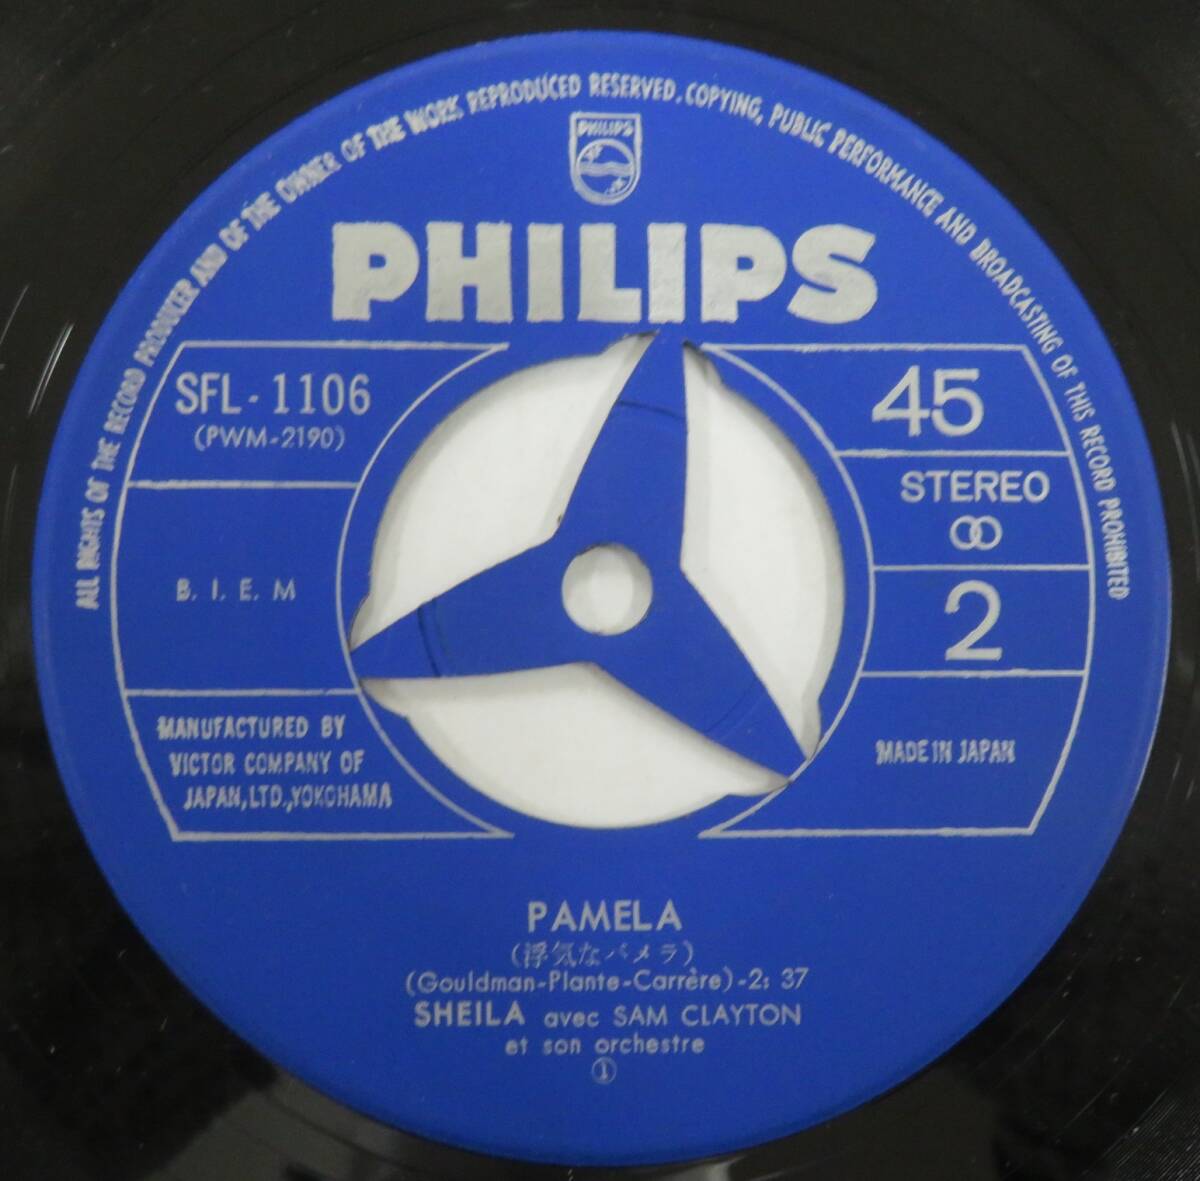 ALL RIGHTS OF THE RECORD PRODUCER AND OF THE OWNER OF THE WORK REPRODUCED RESERVED. COPYING, PUBLIC PERFORMANCE AND BROADCASTING OF THIS RECORD PROHIBITED
PHILIPS
PHILIPS
SFL-1106
(PWM-2190)
B. I. E. M
MANUFACTURED BY
VICTOR COMPANY OF
JAPAN, LTD., YOKOHAMA
45
STEREO
2
MADE IN JAPAN
PAMELA
(浮気なパメラ)
(Gouldman-Plante-Carrère)-2: 37
SHEILA avec SAM CLAYTON
et son orchestre
①